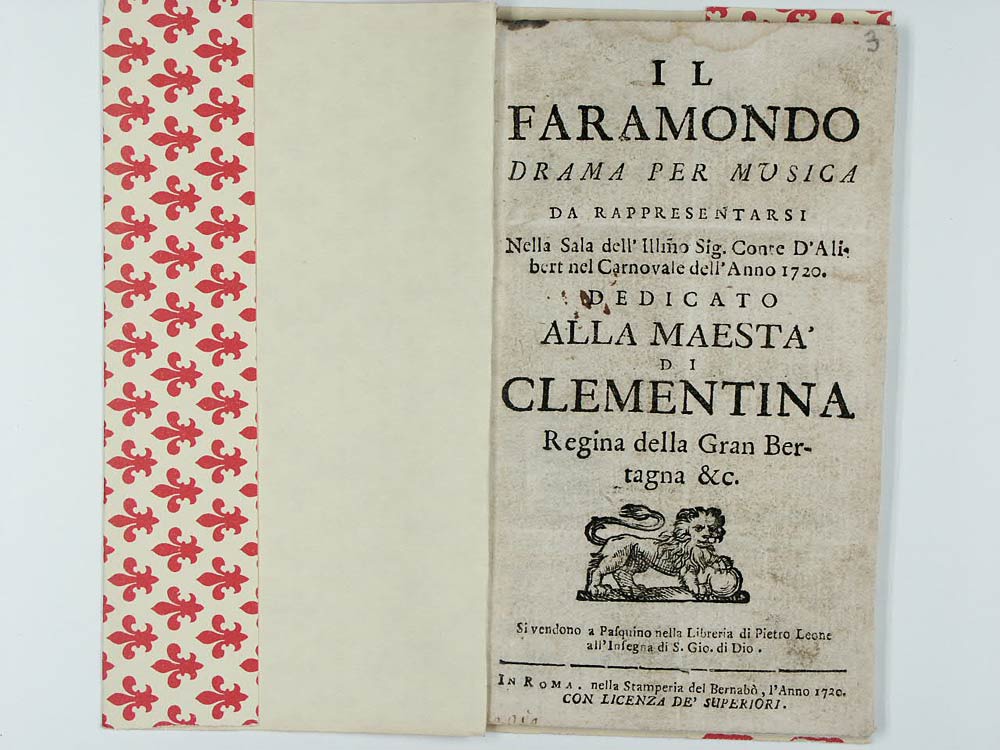 3
IL
FARAMONDO
DRAMA PER MUSICA
DA RAPPRESENTARSI
Nella Sala dell' Illm̃o Sig. Conte D'Ali-
bert nel Carnovale dell'Anno 1720.
DEDICATO
ALLA MAESTA'
DI
CLEMENTINA
Regina della Gran Ber-
tagna &c.
Si vendono a Pasquino nella Libreria di Pietro Leone
all'Insegna di S. Gio. di Dio.
IN ROMA. nella Stamperia del Bernabò, l'Anno 1720.
CON LICENZA DE' SUPERIORI.